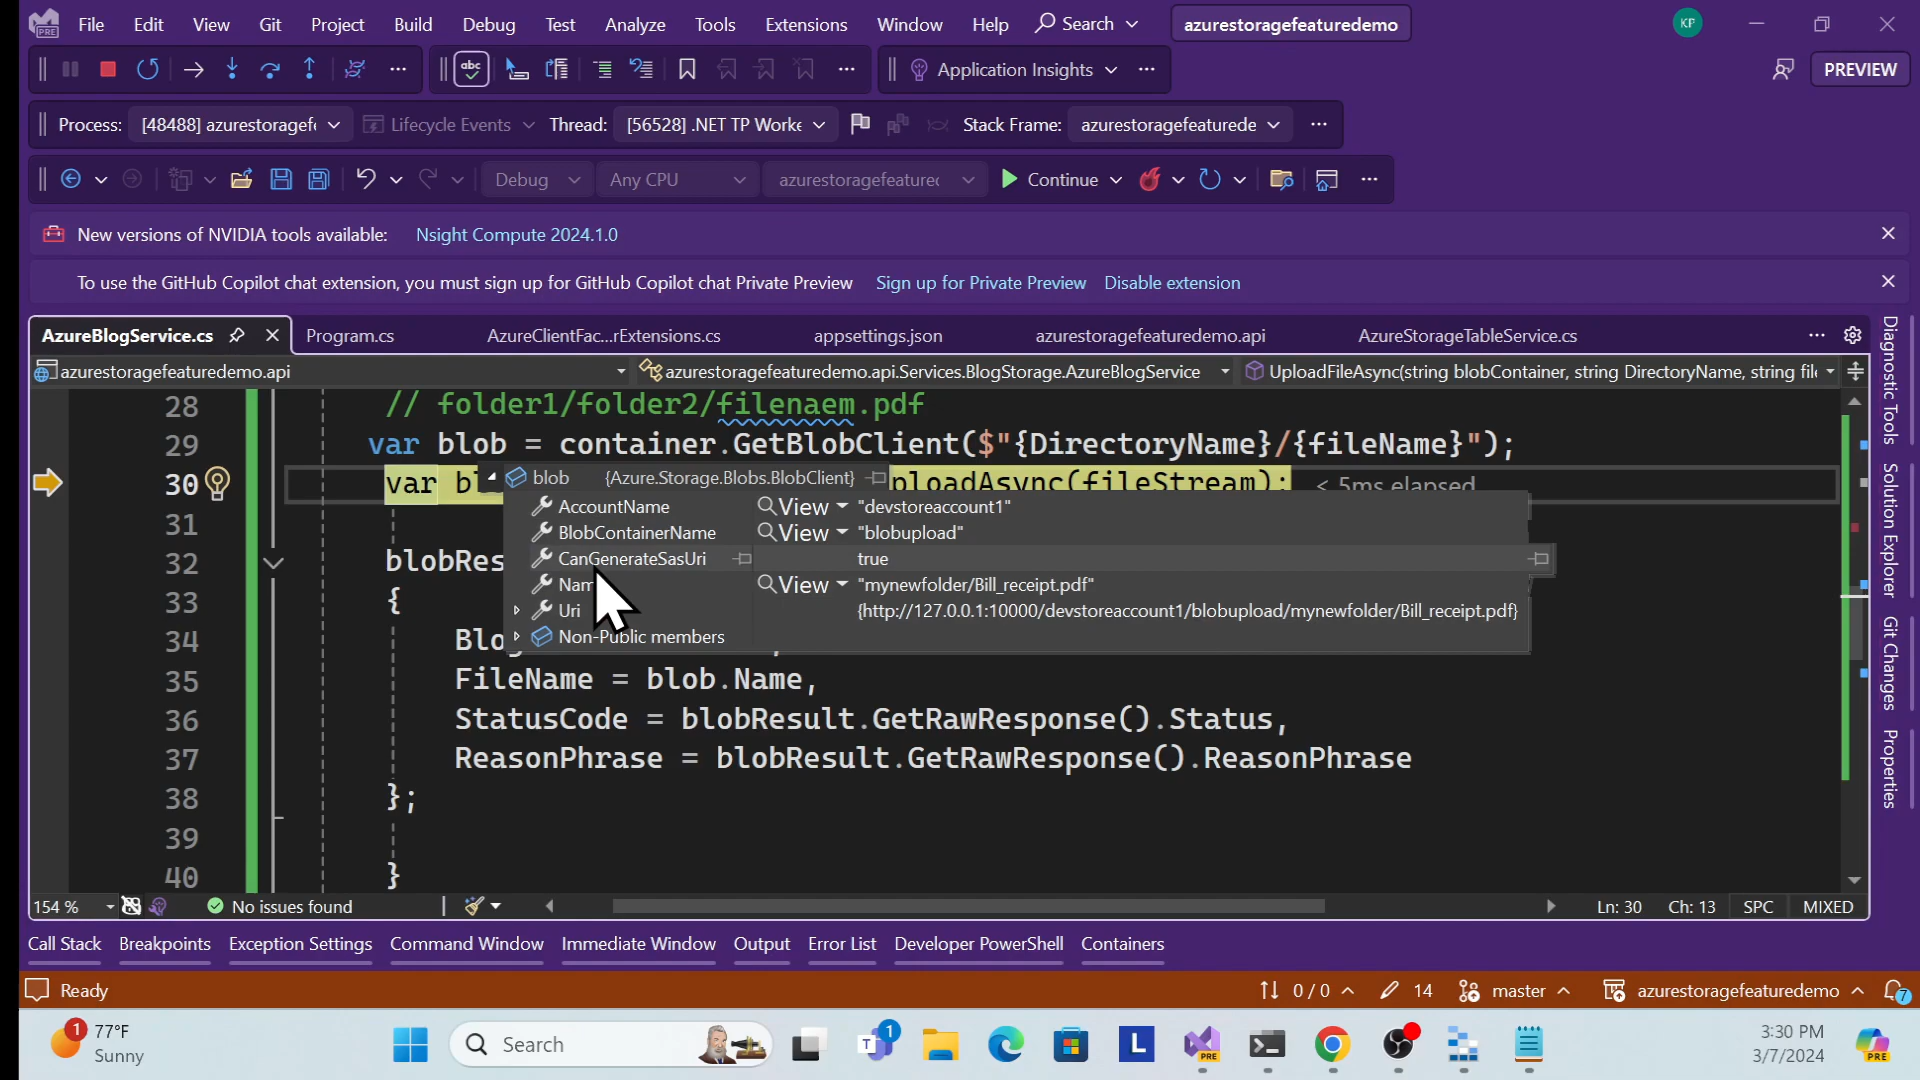 PRE File Edit View Git Project Build Debug Test Analyze Tools Extensions Window Help Search azurestoragefeaturedemo KP
abc Application Insights PREVIEW
Process: [48488] azurestoragef Lifecycle Events Thread: [56528] .NET TP Worke Stack Frame: azurestoragefeaturede
Debug Any CPU azurestoragefeature Continue
New versions of NVIDIA tools available: Nsight Compute 2024.1.0
To use the GitHub Copilot chat extension, you must sign up for GitHub Copilot chat Private Preview Sign up for Private Preview Disable extension
AzureBlogService.cs Program.cs AzureClientFac...rExtensions.cs appsettings.json azurestoragefeaturedemo.api AzureStorageTableService.cs
azurestoragefeaturedemo.api azurestoragefeaturedemo.api.Services.BlogStorage.AzureBlogService UploadFileAsync(string blobContainer, string DirectoryName, string fil
28 // folder1/folder2/filenaem.pdf
29 var blob = container.GetBlobClient($"{DirectoryName}/{fileName}");
30 var bl ploadAsync(fileStream); < 5ms elapsed
blob {Azure.Storage.Blobs.BlobClient}
AccountName View "devstoreaccount1"
BlobContainerName View "blobupload"
CanGenerateSasUri true
Nam View "mynewfolder/Bill_receipt.pdf"
Uri {http://127.0.0.1:10000/devstoreaccount1/blobupload/mynewfolder/Bill_receipt.pdf}
Non-Public members
31
32 blobRes
33 {
34 Blo
35 FileName = blob.Name,
36 StatusCode = blobResult.GetRawResponse().Status,
37 ReasonPhrase = blobResult.GetRawResponse().ReasonPhrase
38 };
39
40 }
Diagnostic Tools
Solution Explorer
Git Changes
Properties
154 % No issues found Ln: 30 Ch: 13 SPC MIXED
Call Stack Breakpoints Exception Settings Command Window Immediate Window Output Error List Developer PowerShell Containers
Ready 0 / 0 14 master azurestoragefeaturedemo 7
1 77°F
Sunny
Search
1
T
L
PRE
3:30 PM
3/7/2024
PRE